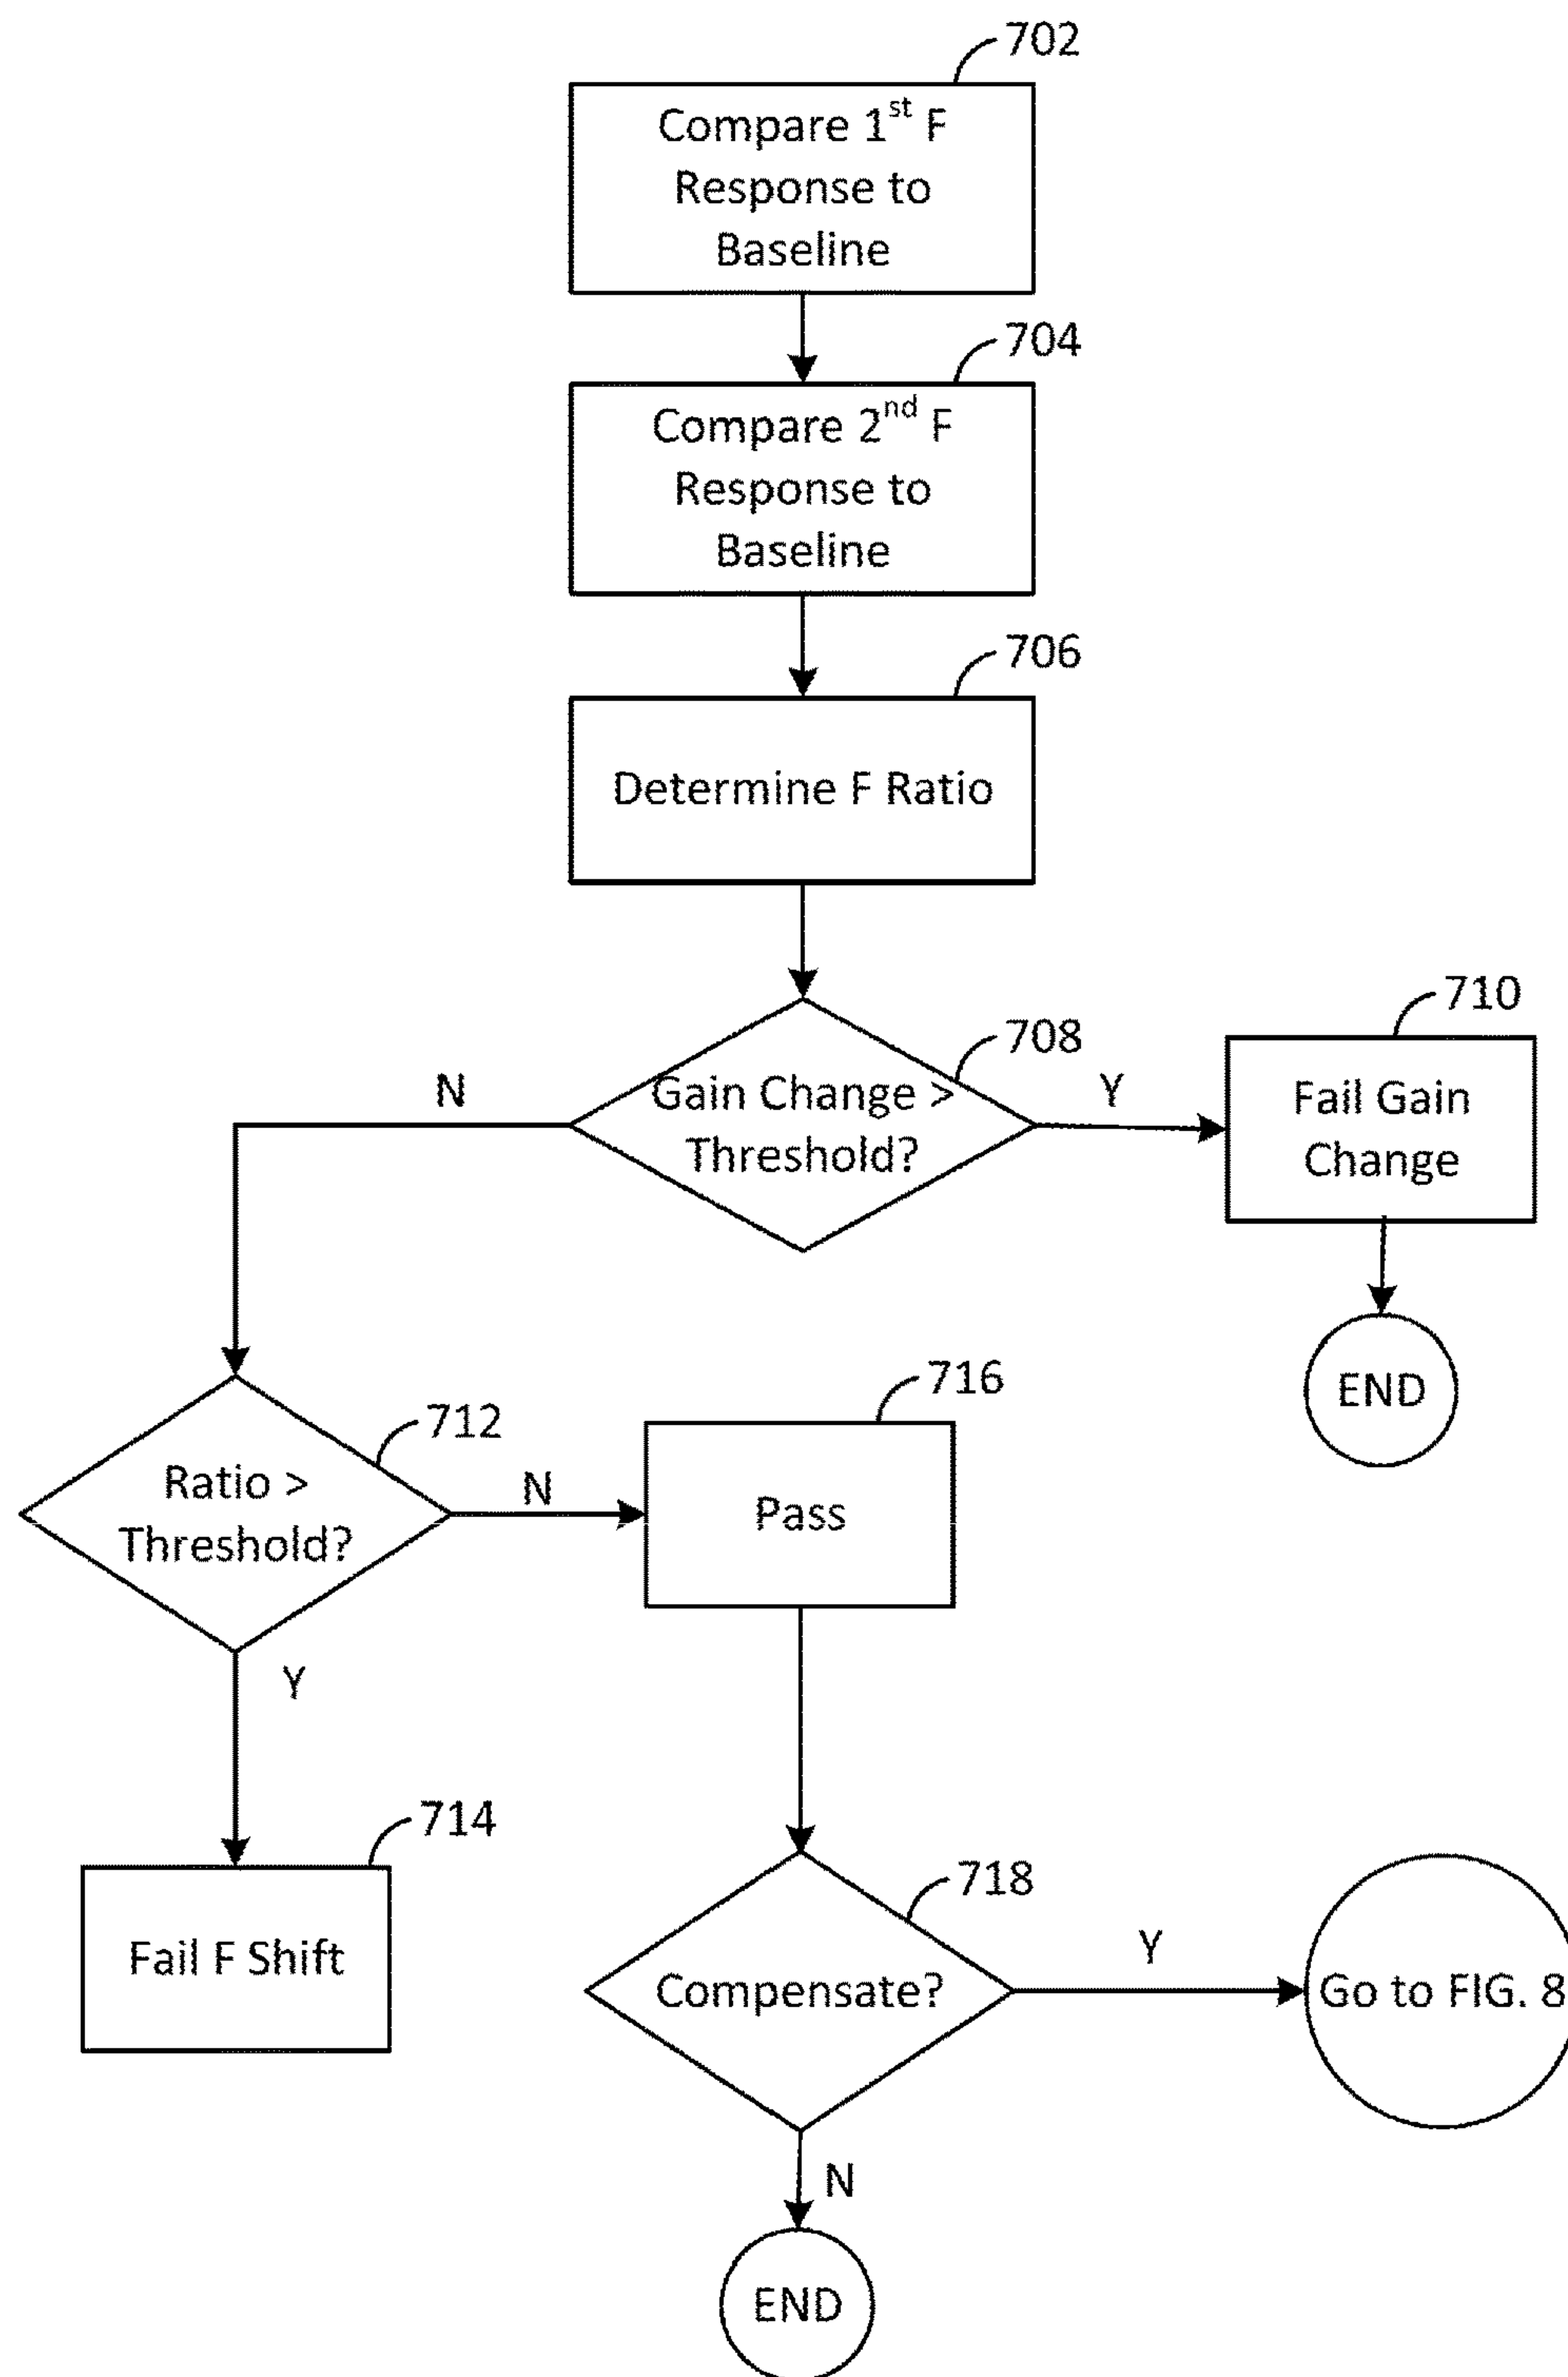 702
Compare 1st F
Response to
Baseline
704
Compare 2nd F
Response to
Baseline
706
Determine F Ratio
708
Gain Change >
Threshold?
N
Y
710
Fail Gain
Change
END
712
Ratio >
Threshold?
N
Y
716
Pass
714
Fail F Shift
718
Compensate?
Y
Go to FIG. 8
N
END